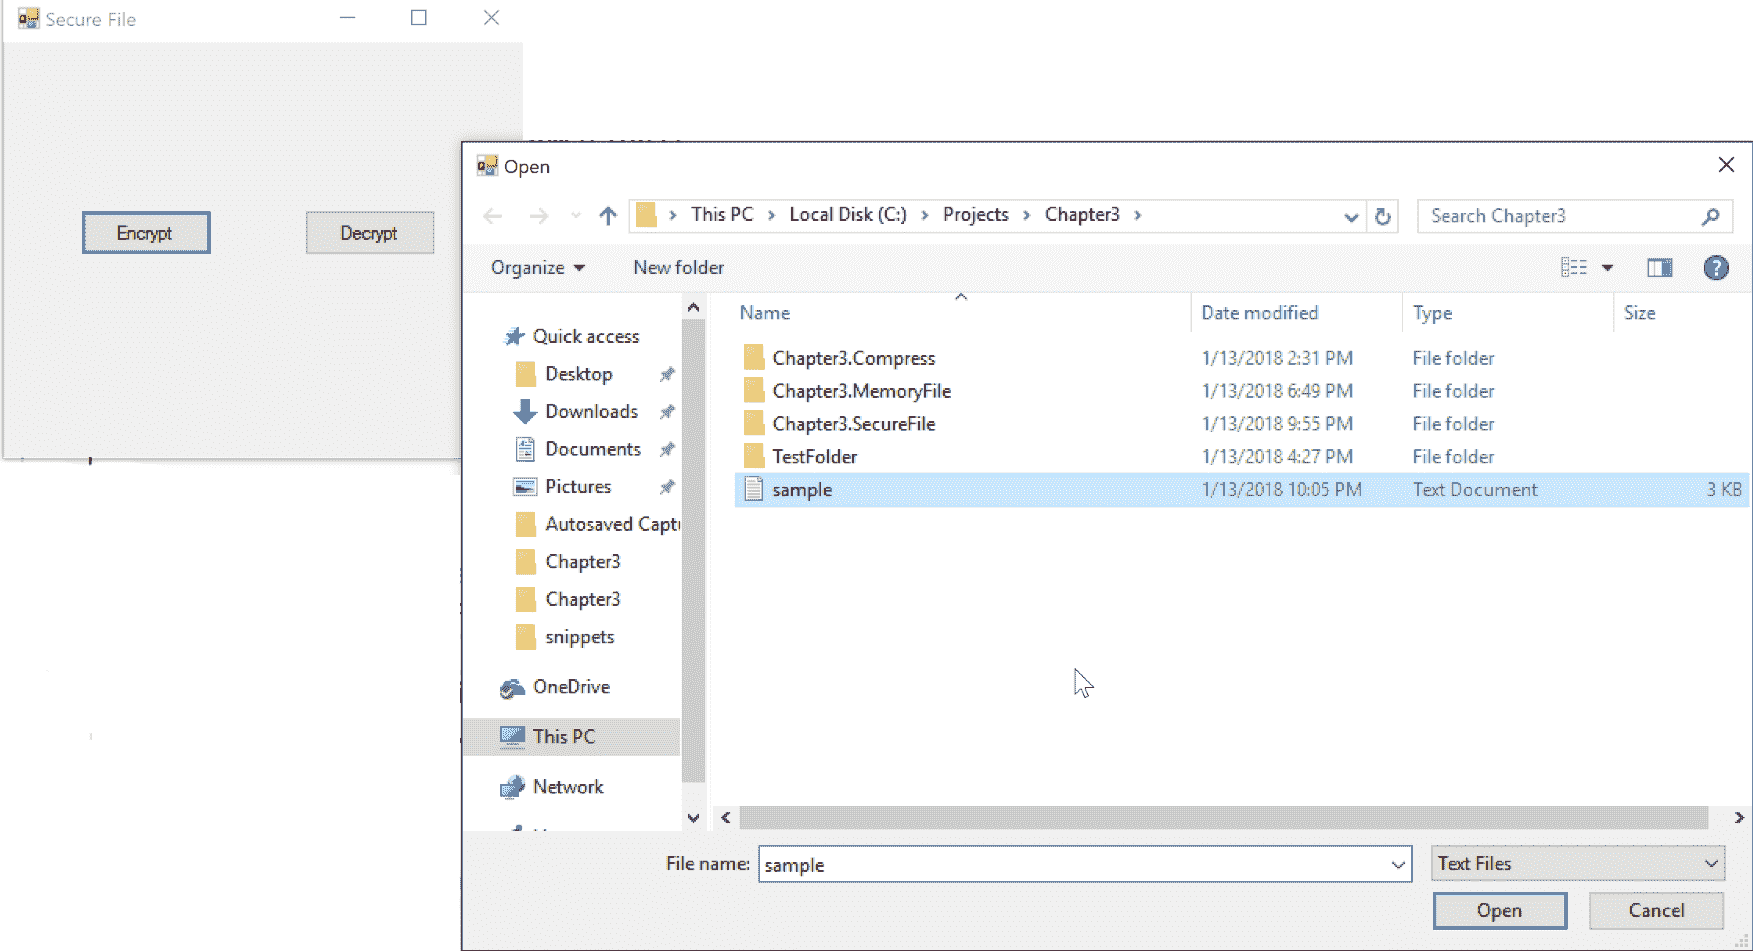 Secure File
Encrypt
Decrypt
Open
This PC > Local Disk (C:) > Projects > Chapter3 >
Search Chapter3
Organize
New folder
Name
Date modified
Type
Size
Quick access
Desktop
Downloads
Documents
Pictures
Autosaved Captu
Chapter3
Chapter3
snippets
OneDrive
This PC
Network
Chapter3.Compress 1/13/2018 2:31 PM File folder
Chapter3.MemoryFile 1/13/2018 6:49 PM File folder
Chapter3.SecureFile 1/13/2018 9:55 PM File folder
TestFolder 1/13/2018 4:27 PM File folder
sample 1/13/2018 10:05 PM Text Document 3 KB
File name: sample
Text Files
Open
Cancel